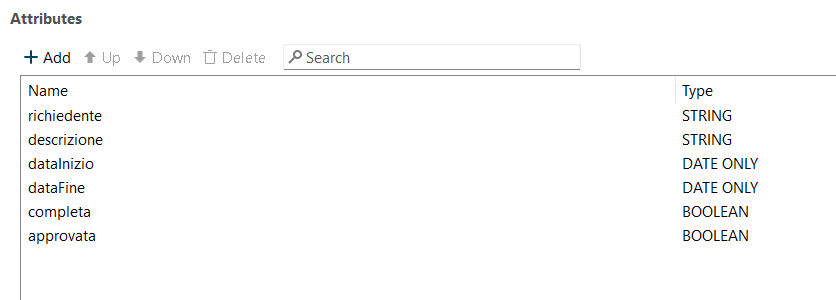 Attributes
Add Up Down Delete Search
Name Type
richiedente STRING
descrizione STRING
dataInizio DATE ONLY
dataFine DATE ONLY
completa BOOLEAN
approvata BOOLEAN